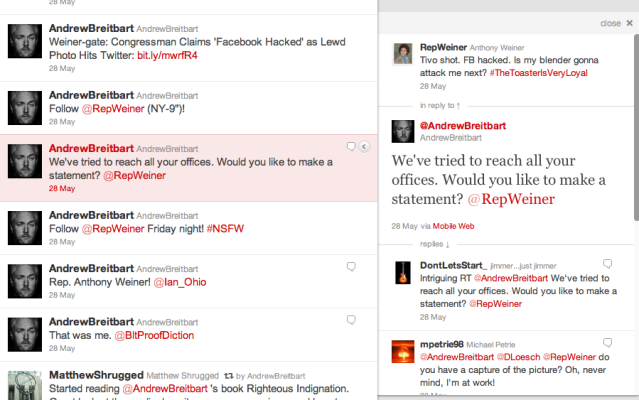 AndrewBreitbart AndrewBreitbart
Weiner-gate: Congressman Claims 'Facebook Hacked' as Lewd
Photo Hits Twitter: bit.ly/mwrfR4
28 May
AndrewBreitbart AndrewBreitbart
Follow @RepWeiner (NY-9")!
28 May
AndrewBreitbart AndrewBreitbart
We've tried to reach all your offices. Would you like to make a
statement? @RepWeiner
28 May
AndrewBreitbart AndrewBreitbart
Follow @RepWeiner Friday night! #NSFW
28 May
AndrewBreitbart AndrewBreitbart
Rep. Anthony Weiner! @Ian_Ohio
28 May
AndrewBreitbart AndrewBreitbart
That was me. @BltProofDiction
28 May
MatthewShrugged Matthew Shrugged by AndrewBreitbart
Started reading @AndrewBreitbart 's book Righteous Indignation.
close ×
RepWeiner Anthony Weiner
Tivo shot. FB hacked. Is my blender gonna
attack me next? #TheToasterIsVeryLoyal
28 May
in reply to ↑
@AndrewBreitbart
AndrewBreitbart
We've tried to reach all your
offices. Would you like to make a
statement? @RepWeiner
28 May via Mobile Web
replies ↓
DontLetsStart_ jimmer...just jimmer
Intriguing RT @AndrewBreitbart We've tried to
reach all your offices. Would you like to make a
statement? @RepWeiner
28 May
mpetrie98 Michael Petrie
@AndrewBreitbart @DLoesch @RepWeiner do
you have a capture of the picture? Oh, never
mind, I'm at work!
28 May